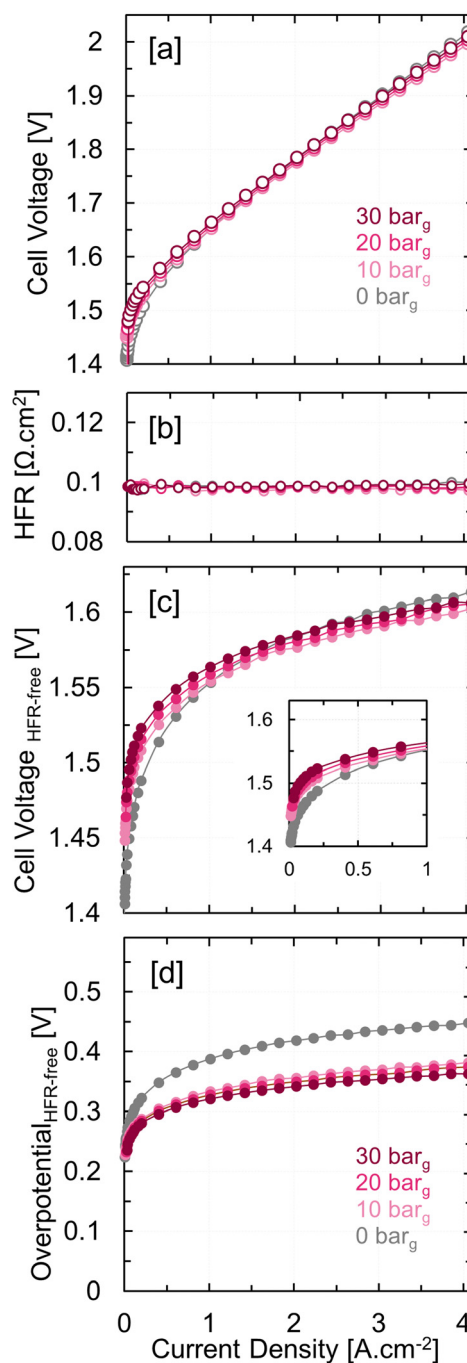 [a]
Cell Voltage [V]
2
1.9
1.8
1.7
1.6
1.5
1.4
30 bar_g
20 bar_g
10 bar_g
0 bar_g
[b]
HFR [Ω.cm²]
0.12
0.1
0.08
[c]
Cell Voltage HFR-free [V]
1.6
1.55
1.5
1.45
1.4
1.6
1.5
1.4
0 0.5 1
[d]
Overpotential HFR-free [V]
0.5
0.4
0.3
0.2
0.1
0
30 bar_g
20 bar_g
10 bar_g
0 bar_g
0 1 2 3 4
Current Density [A.cm⁻²]